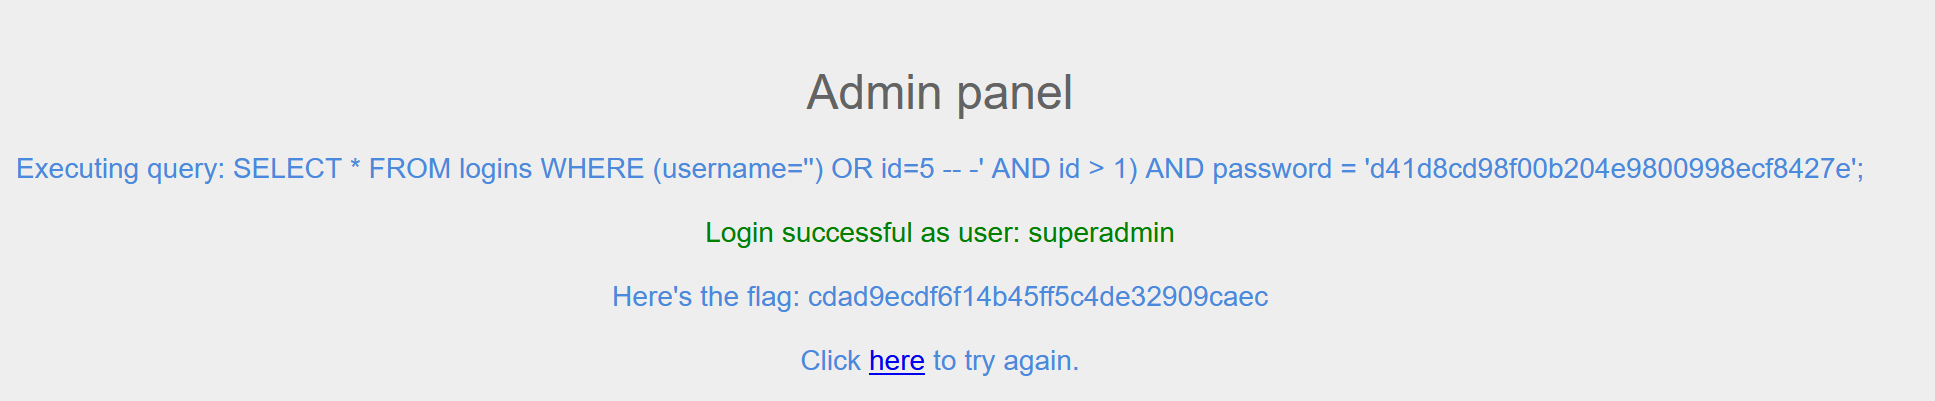 Admin panel
Executing query: SELECT * FROM logins WHERE (username='') OR id=5 -- -' AND id > 1) AND password = 'd41d8cd98f00b204e9800998ecf8427e';
Login successful as user: superadmin
Here's the flag: cdad9ecdf6f14b45ff5c4de32909caec
Click here to try again.